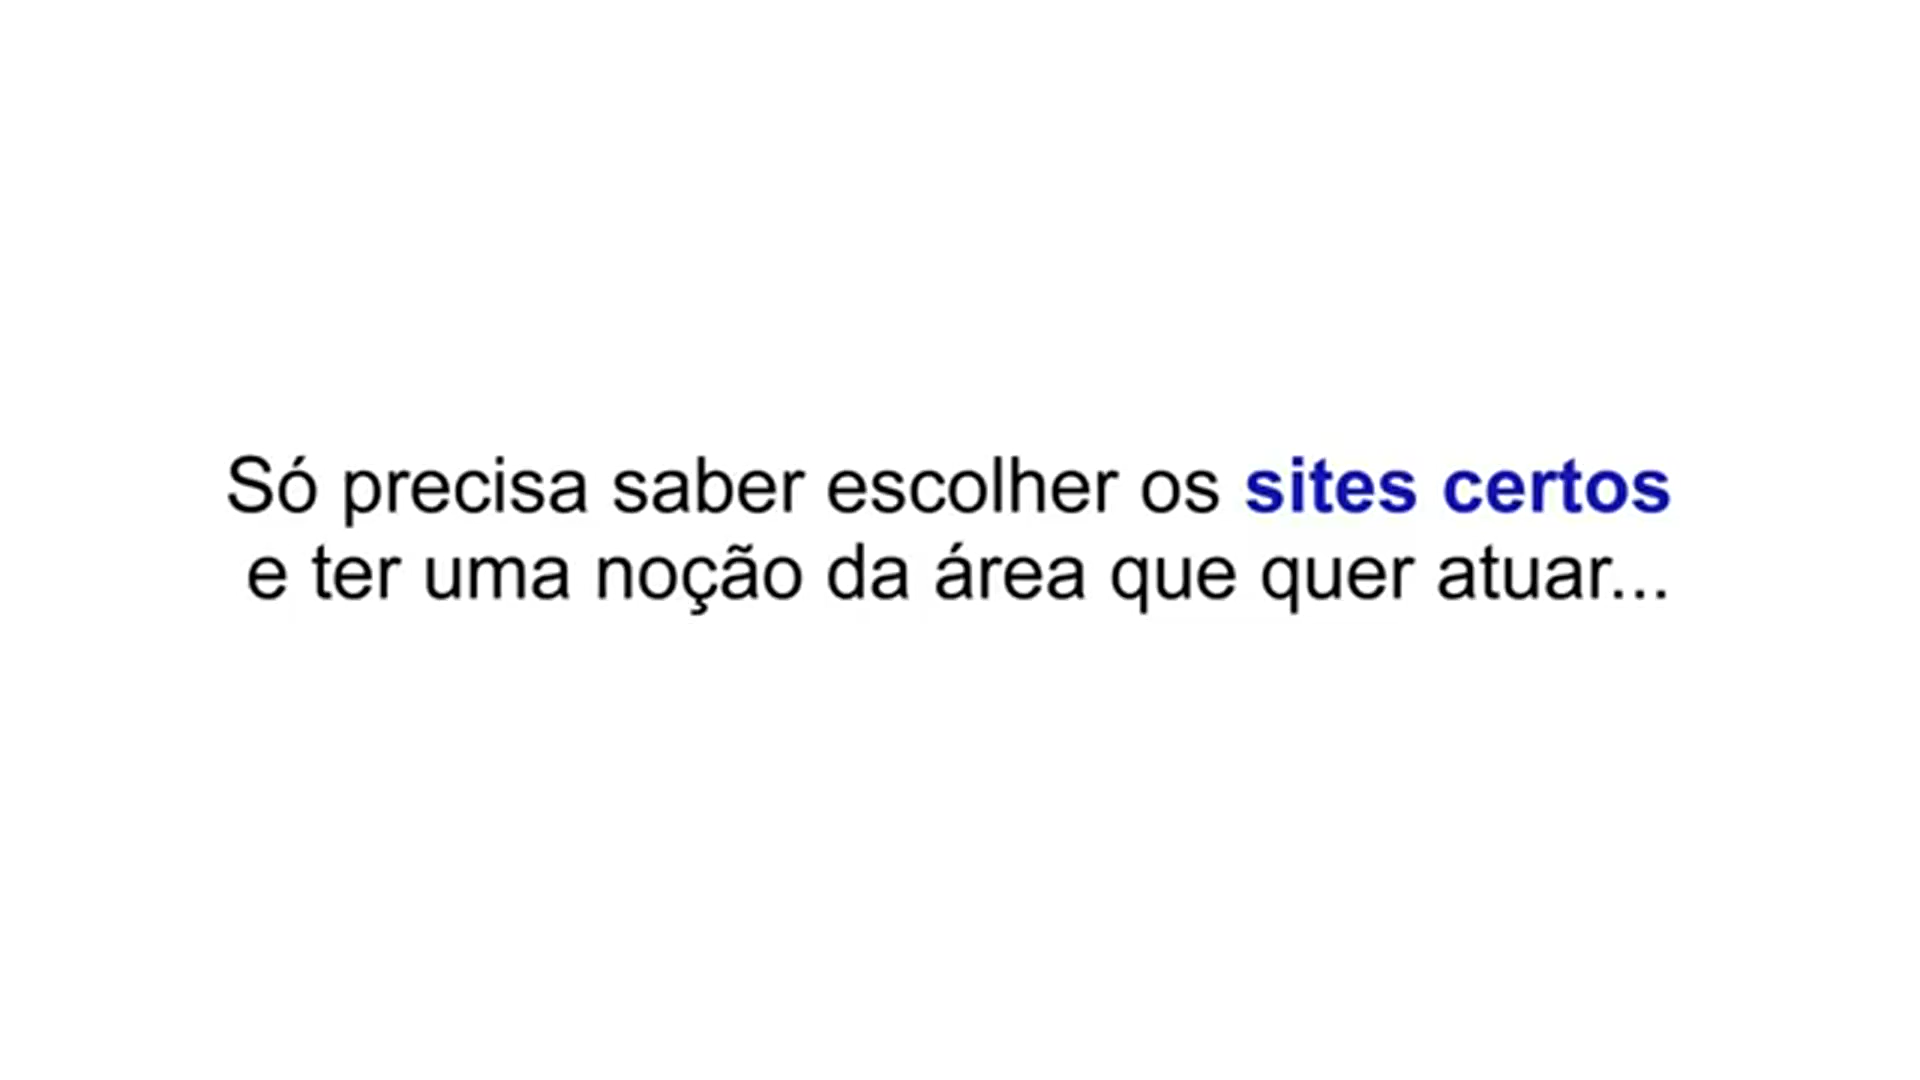 Só precisa saber escolher os sites certos
e ter uma noção da área que quer atuar...